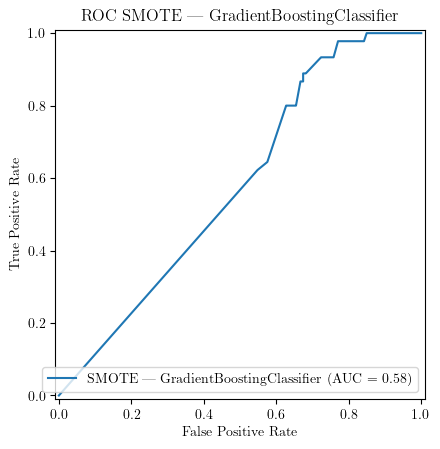 ROC SMOTE — GradientBoostingClassifier
1.0
0.8
0.6
0.4
0.2
0.0
True Positive Rate
SMOTE — GradientBoostingClassifier (AUC = 0.58)
0.0 0.2 0.4 0.6 0.8 1.0
False Positive Rate